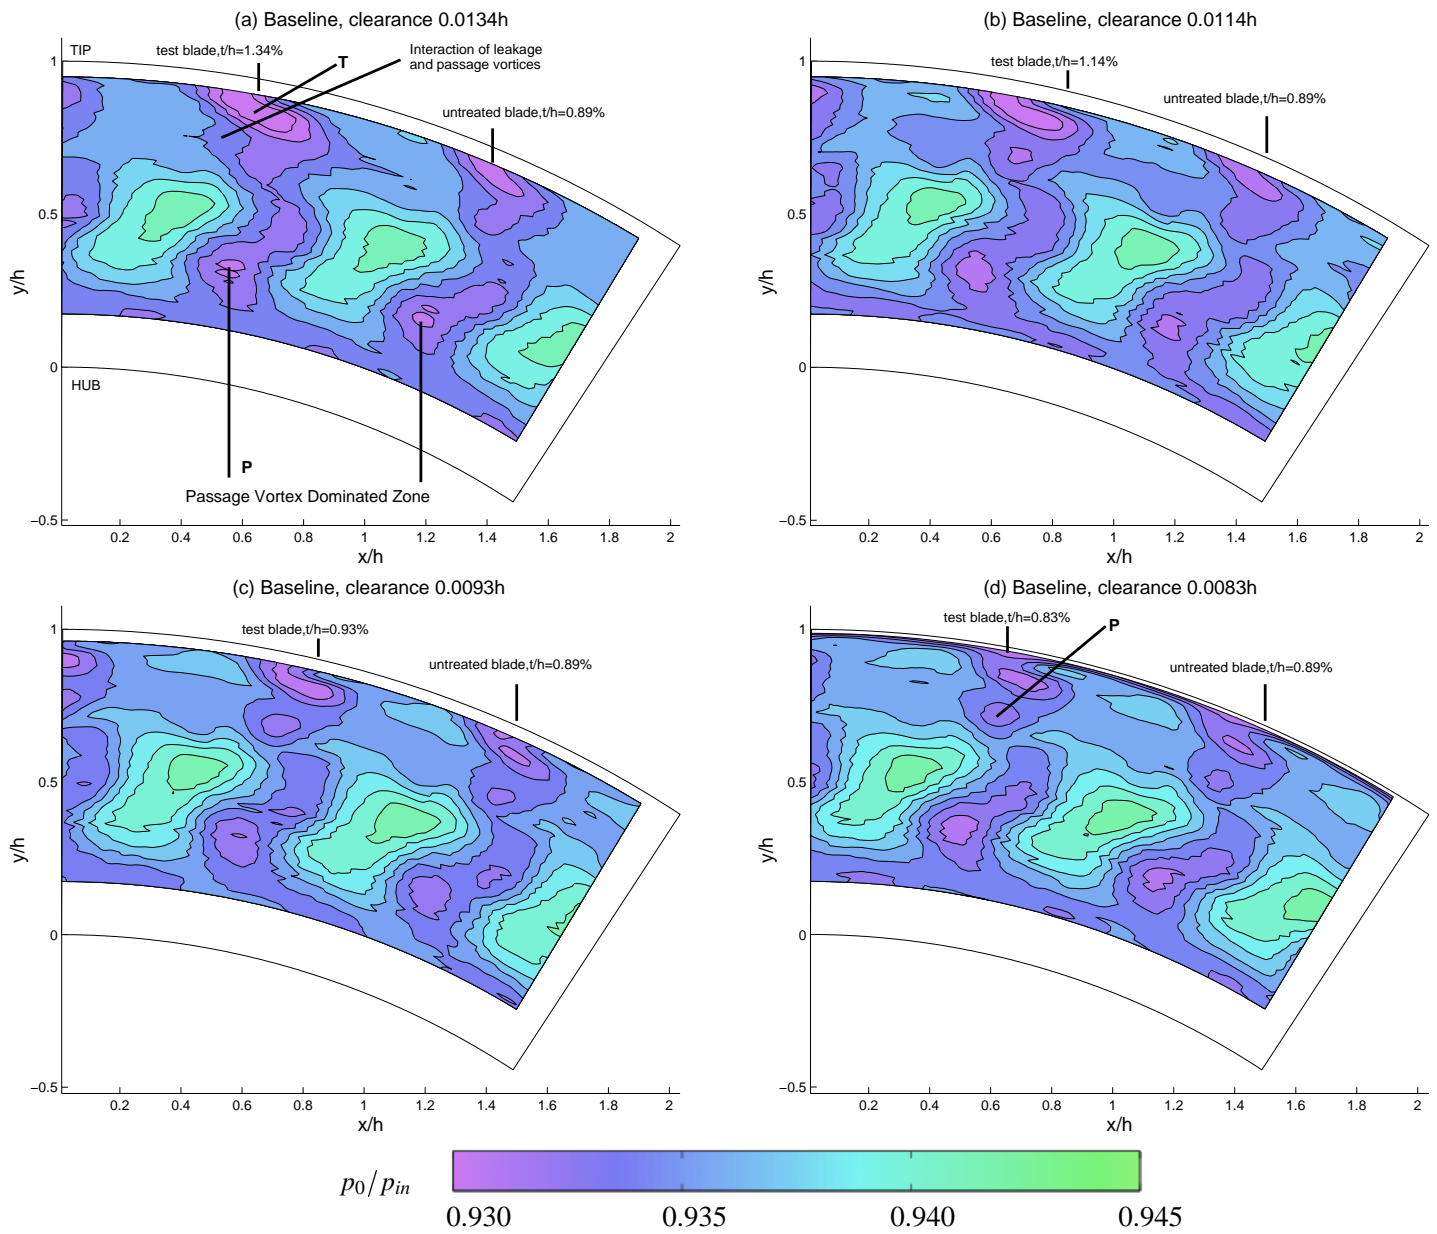 (a) Baseline, clearance 0.0134h
TIP
test blade,t/h=1.34%
T
Interaction of leakage
and passage vortices
untreated blade,t/h=0.89%
1
0.5
0
−0.5
y/h
HUB
P
Passage Vortex Dominated Zone
0.2 0.4 0.6 0.8 1 1.2 1.4 1.6 1.8 2
x/h
(b) Baseline, clearance 0.0114h
test blade,t/h=1.14%
untreated blade,t/h=0.89%
1
0.5
0
−0.5
y/h
0.2 0.4 0.6 0.8 1 1.2 1.4 1.6 1.8 2
x/h
(c) Baseline, clearance 0.0093h
test blade,t/h=0.93%
untreated blade,t/h=0.89%
1
0.5
0
−0.5
y/h
0.2 0.4 0.6 0.8 1 1.2 1.4 1.6 1.8 2
x/h
(d) Baseline, clearance 0.0083h
test blade,t/h=0.83%
P
untreated blade,t/h=0.89%
1
0.5
0
−0.5
y/h
0.2 0.4 0.6 0.8 1 1.2 1.4 1.6 1.8 2
x/h
p0/pin
0.930 0.935 0.940 0.945